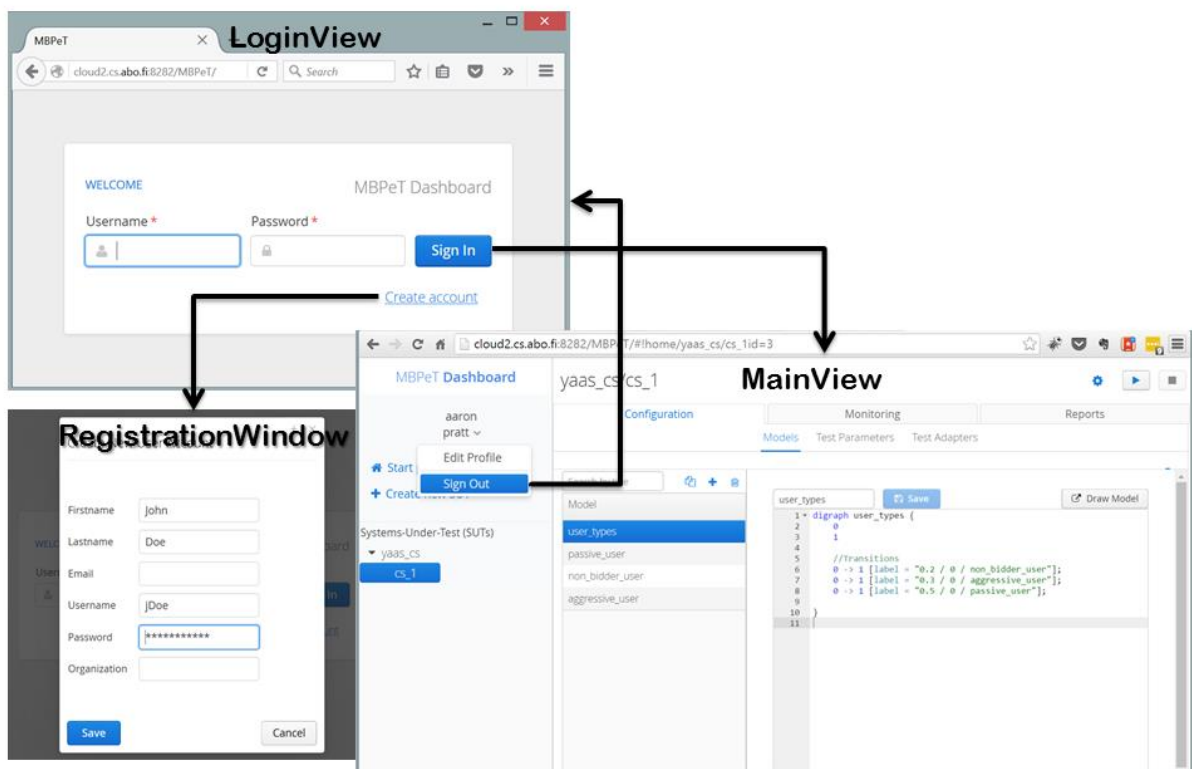 LoginView
MBPeT
cloud2.cs.abo.fi:8282/MBPeT/
Search
WELCOME
MBPeT Dashboard
Username *
Password *
Sign In
Create account
cloud2.cs.abo.fi:8282/MBPeT/#!home/yaas_cs/cs_1id=3
MainView
MBPeT Dashboard
yaas_cs/cs_1
aaron
pratt
Edit Profile
Sign Out
Start
+ Create new SUT
Systems-Under-Test (SUTs)
yaas_cs
cs_1
Configuration
Monitoring
Reports
Models
Test Parameters
Test Adapters
Model
user_types
passive_user
non_bidder_user
aggressive_user
user_types
Save
Draw Model
1 digraph user_types {
2 0
3 1
4
5 //Transitions
6 0 -> 1 [label = "0.2 / 0 / non_bidder_user"];
7 0 -> 1 [label = "0.3 / 0 / aggressive_user"];
8 0 -> 1 [label = "0.5 / 0 / passive_user"];
9
10 }
11
RegistrationWindow
Firstname John
Lastname Doe
Email
Username jDoe
Password ***********
Organization
Save
Cancel